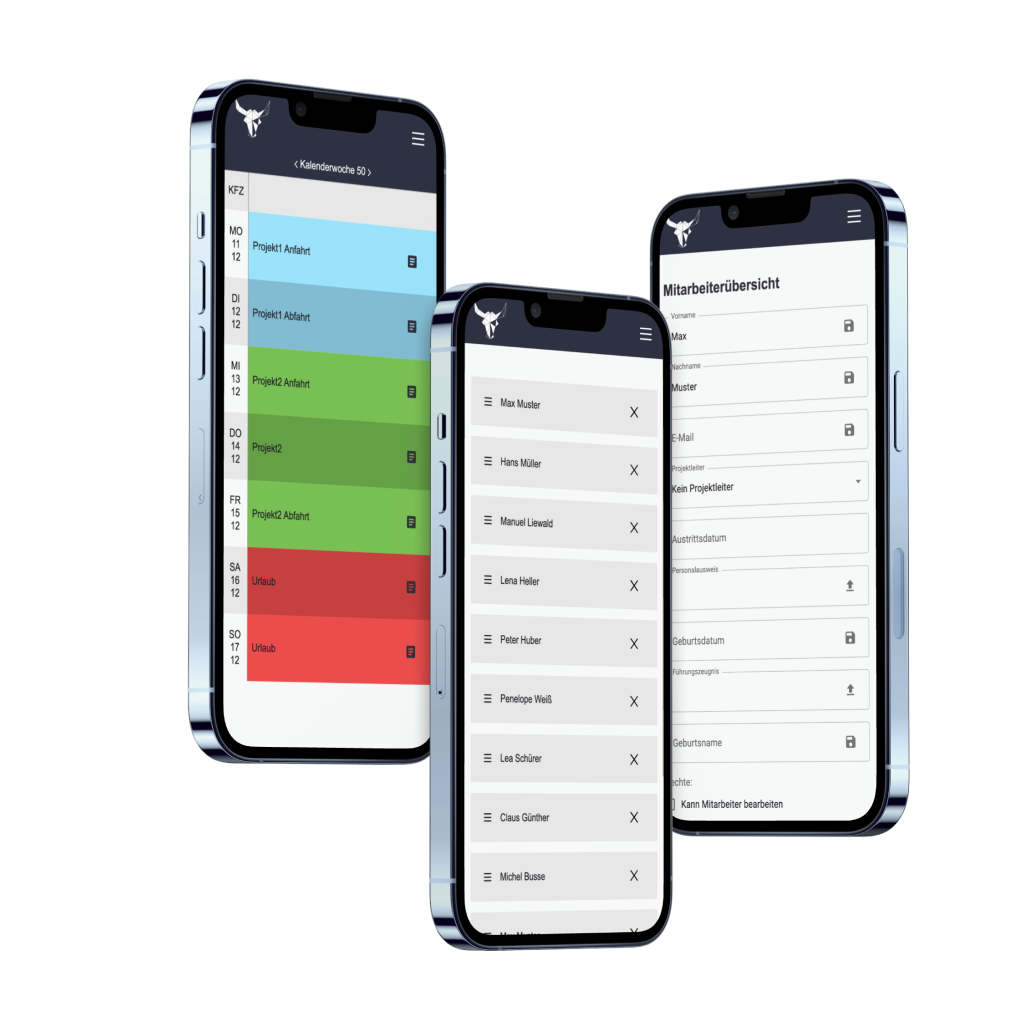 ‹ Kalenderwoche 50 ›
KFZ
MO
11
12
Projekt1 Anfahrt
DI
12
12
Projekt1 Abfahrt
MI
13
12
Projekt2 Anfahrt
DO
14
12
Projekt2
FR
15
12
Projekt2 Abfahrt
SA
16
12
Urlaub
SO
17
12
Urlaub
Max Muster X
Hans Müller X
Manuel Liewald X
Lena Heller X
Peter Huber X
Penelope Weiß X
Lea Schürer X
Claus Günther X
Michel Busse X
Mitarbeiterübersicht
Vorname
Max
Nachname
Muster
E-Mail
Projektleiter
Kein Projektleiter
Austrittsdatum
Personalausweis
Geburtsdatum
Führungszeugnis
Geburtsname
echte:
Kann Mitarbeiter bearbeiten